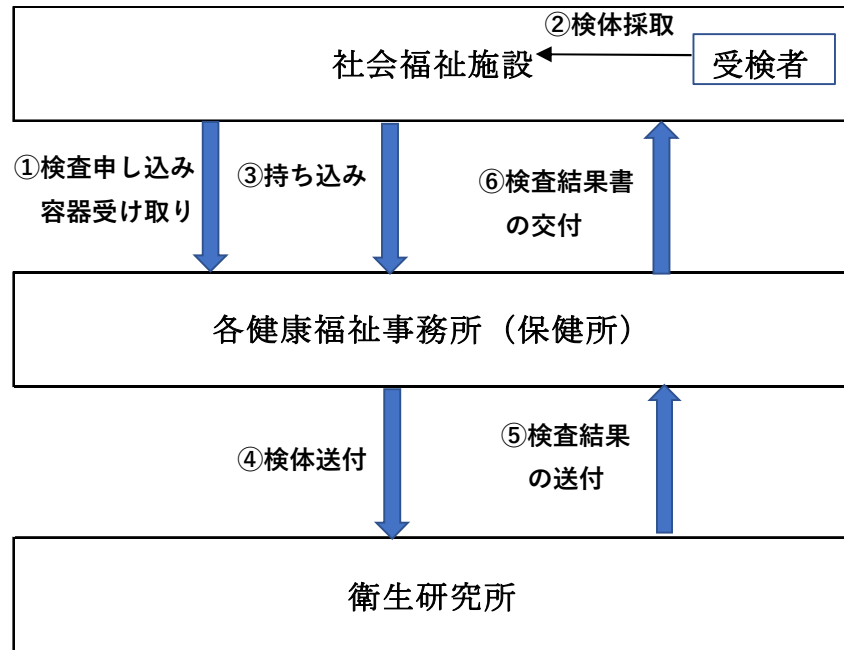 ②検体採取
社会福祉施設
受検者
①検査申し込み
容器受け取り
③持ち込み
⑥検査結果書
の交付
各健康福祉事務所（保健所）
④検体送付
⑤検査結果
の送付
衛生研究所